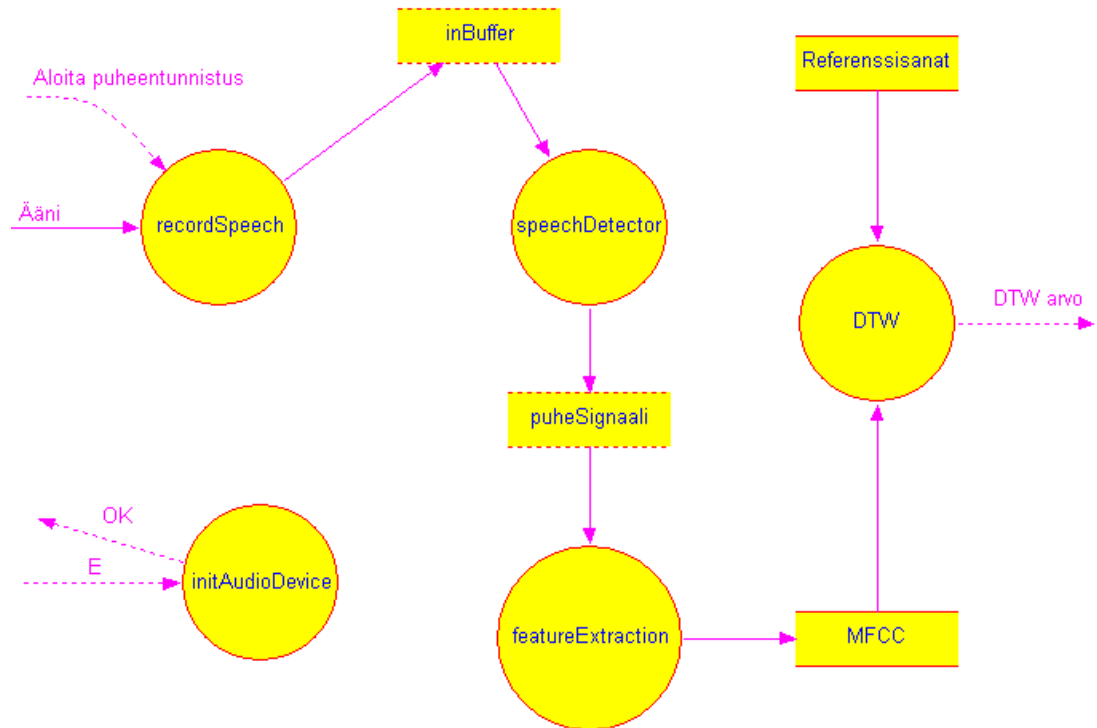 inBuffer
Referenssisanat
Aloita puheentunnistus
Ääni
recordSpeech
speechDetector
DTW
DTW arvo
puheSignaali
OK
E
initAudioDevice
featureExtraction
MFCC